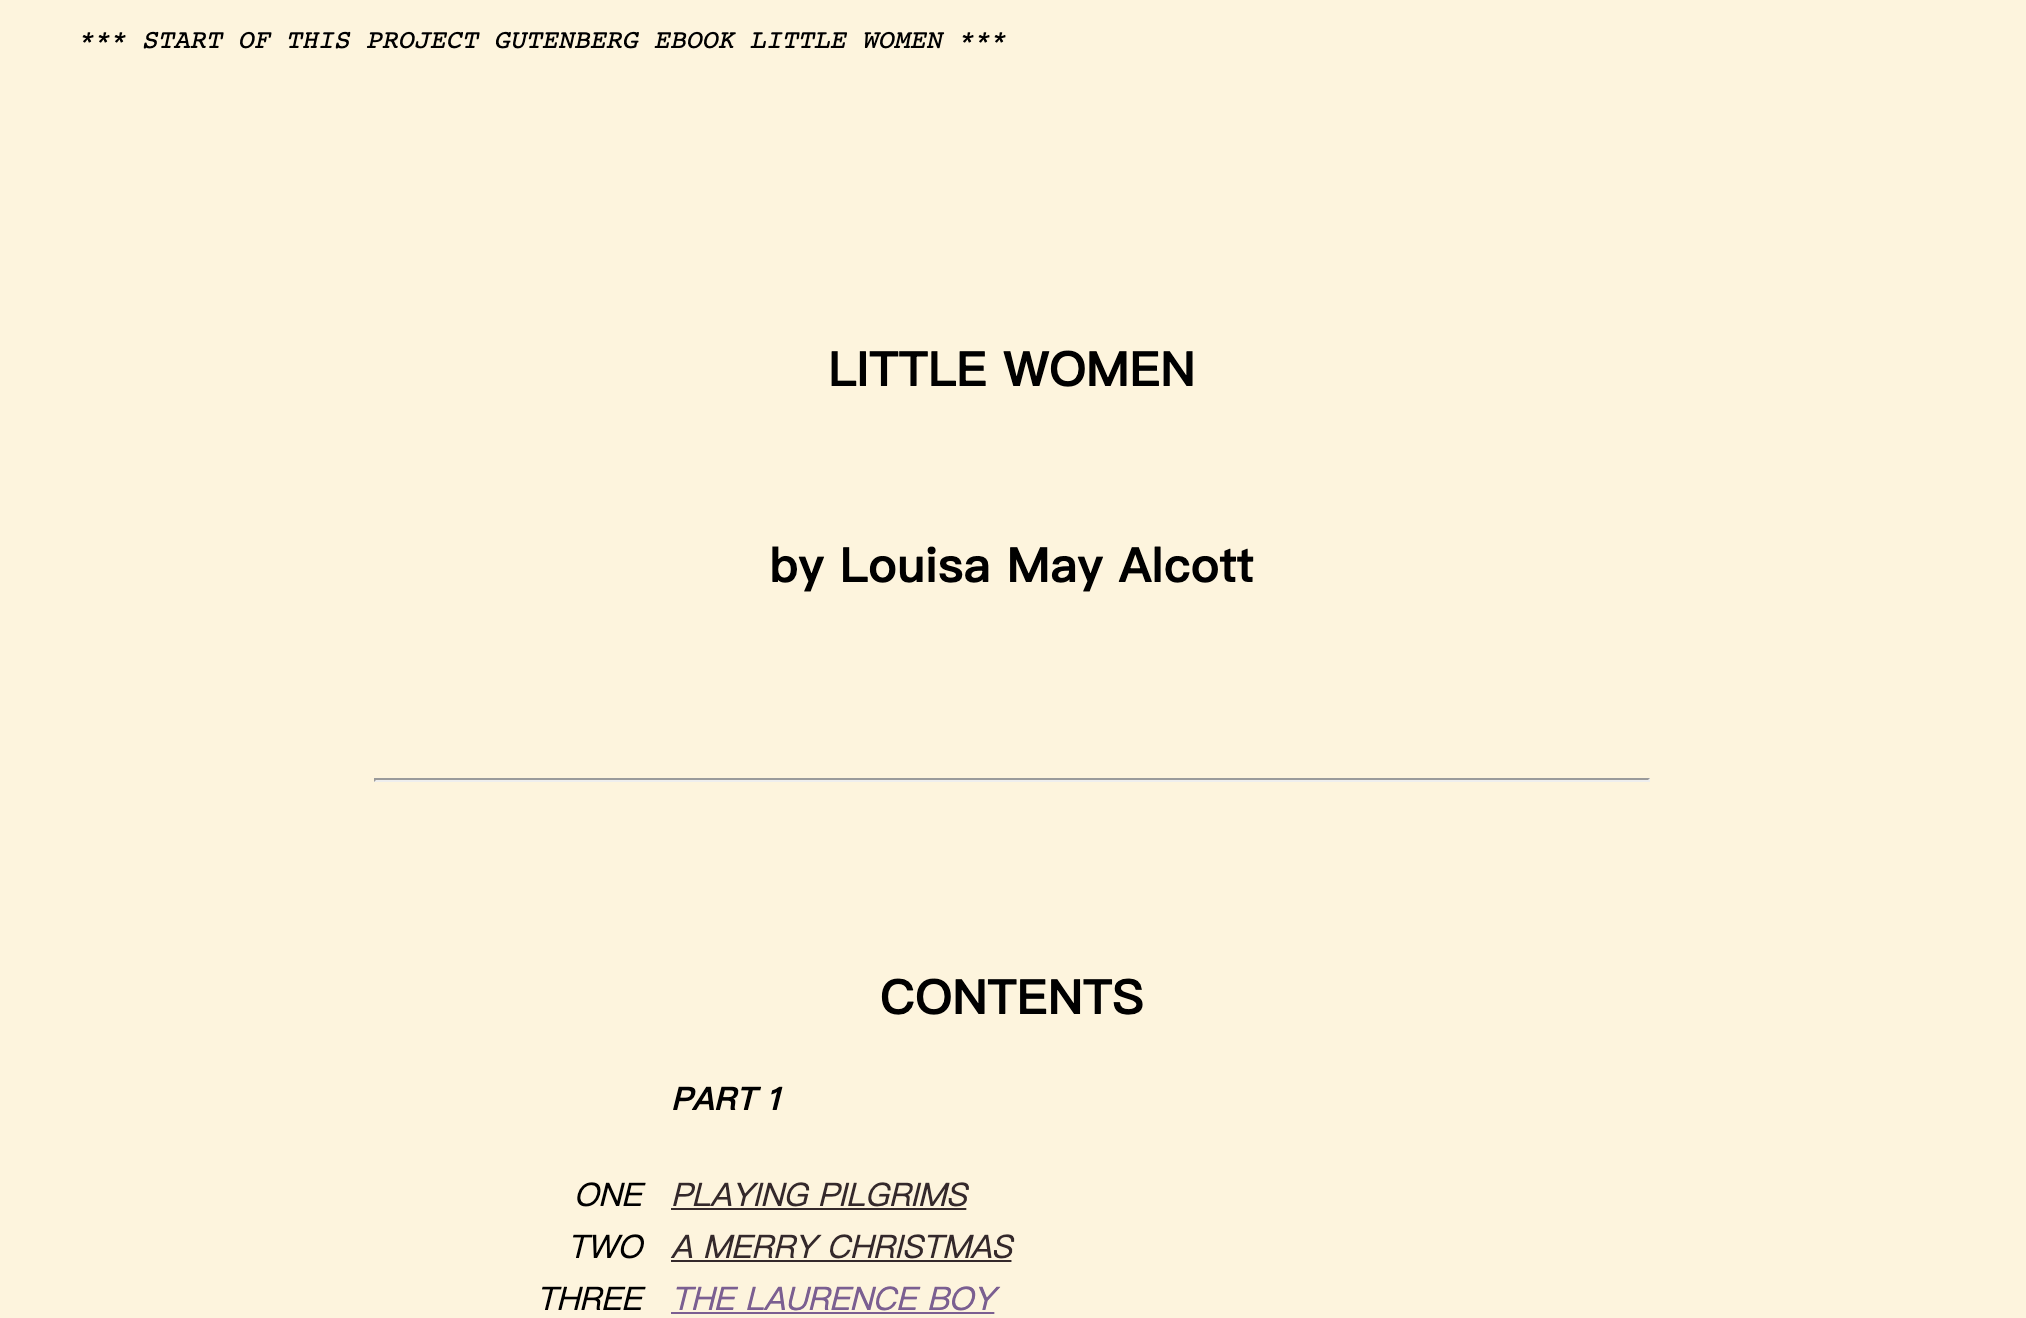 *** START OF THIS PROJECT GUTENBERG EBOOK LITTLE WOMEN ***
LITTLE WOMEN
by Louisa May Alcott
CONTENTS
PART 1
ONE PLAYING PILGRIMS
TWO A MERRY CHRISTMAS
THREE THE LAURENCE BOY